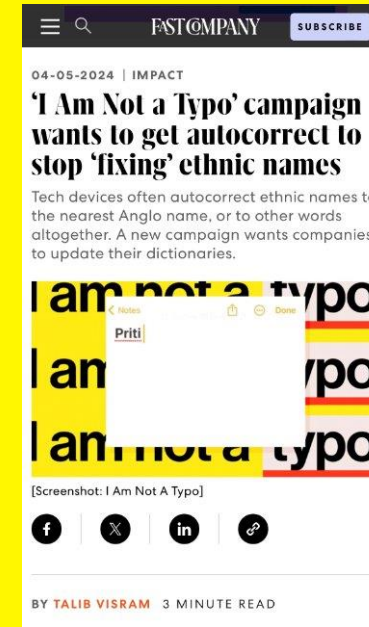 FAST COMPANY
SUBSCRIBE
04-05-2024 | IMPACT
‘I Am Not a Typo’ campaign
wants to get autocorrect to
stop ‘fixing’ ethnic names
Tech devices often autocorrect ethnic names to
the nearest Anglo name, or to other words
altogether. A new campaign wants companies
to update their dictionaries.
I am not a typo
Notes
Done
Priti
I am
typo
I am not a typo
[Screenshot: I Am Not A Typo]
f
X
in
BY TALIB VISRAM 3 MINUTE READ